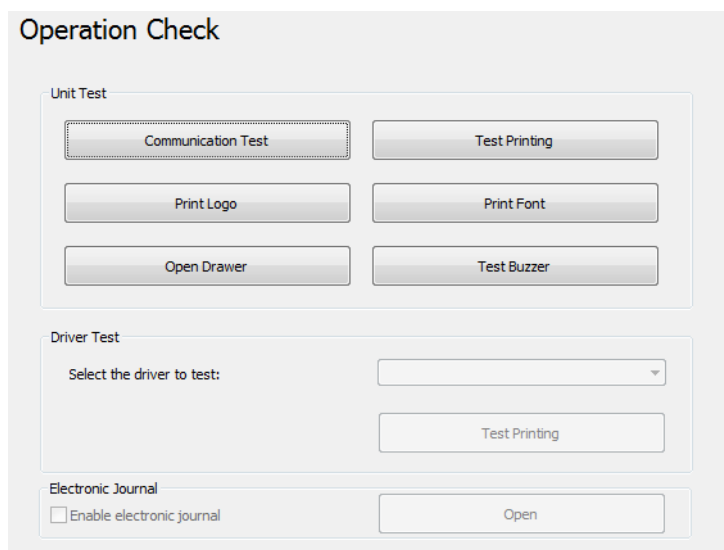 Operation Check
Unit Test
Communication Test
Test Printing
Print Logo
Print Font
Open Drawer
Test Buzzer
Driver Test
Select the driver to test:
Test Printing
Electronic Journal
Enable electronic journal
Open